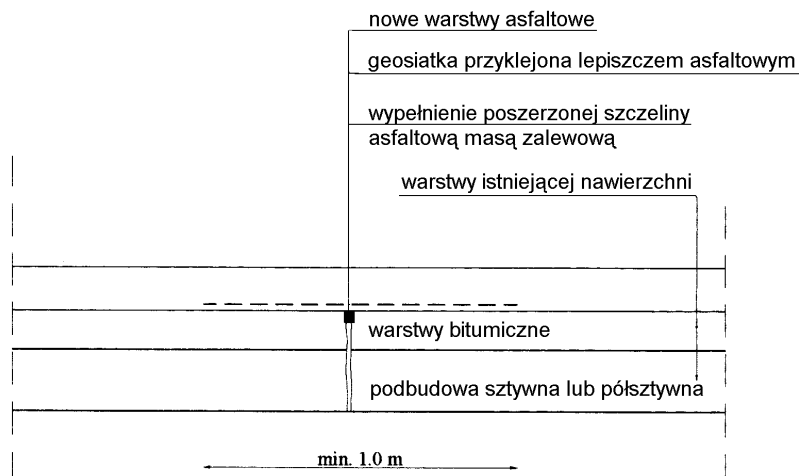 nowe warstwy asfaltowe
geosiatka przyklejona lepiszczem asfaltowym
wypełnienie poszerzonej szczeliny
asfaltową masą zalewową
warstwy istniejącej nawierzchni
warstwy bitumiczne
podbudowa sztywna lub półsztywna
min. 1.0 m